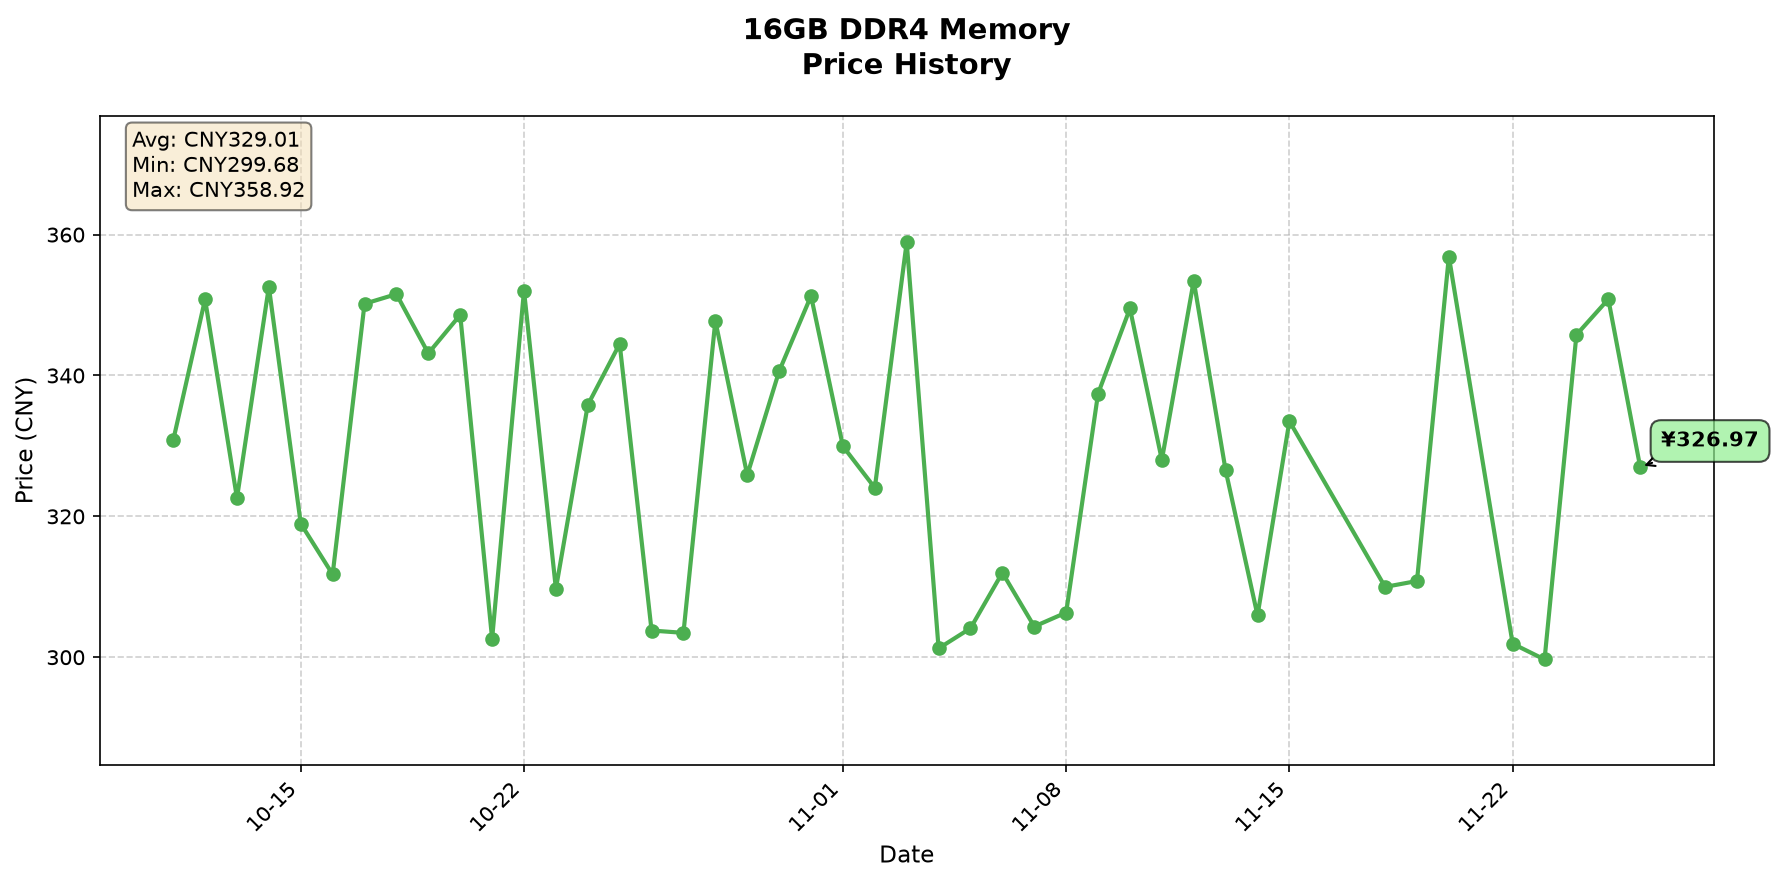 16GB DDR4 Memory
Price History
Avg: CNY329.01
Min: CNY299.68
Max: CNY358.92
Price (CNY)
360
340
320
300
¥326.97
10-15
10-22
11-01
11-08
11-15
11-22
Date